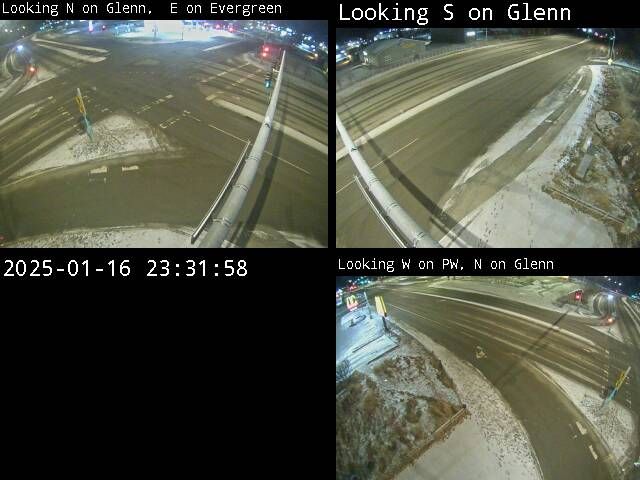 Looking N on Glenn,  E on Evergreen
Looking S on Glenn
2025-01-16 23:31:58
Looking W on PW, N on Glenn